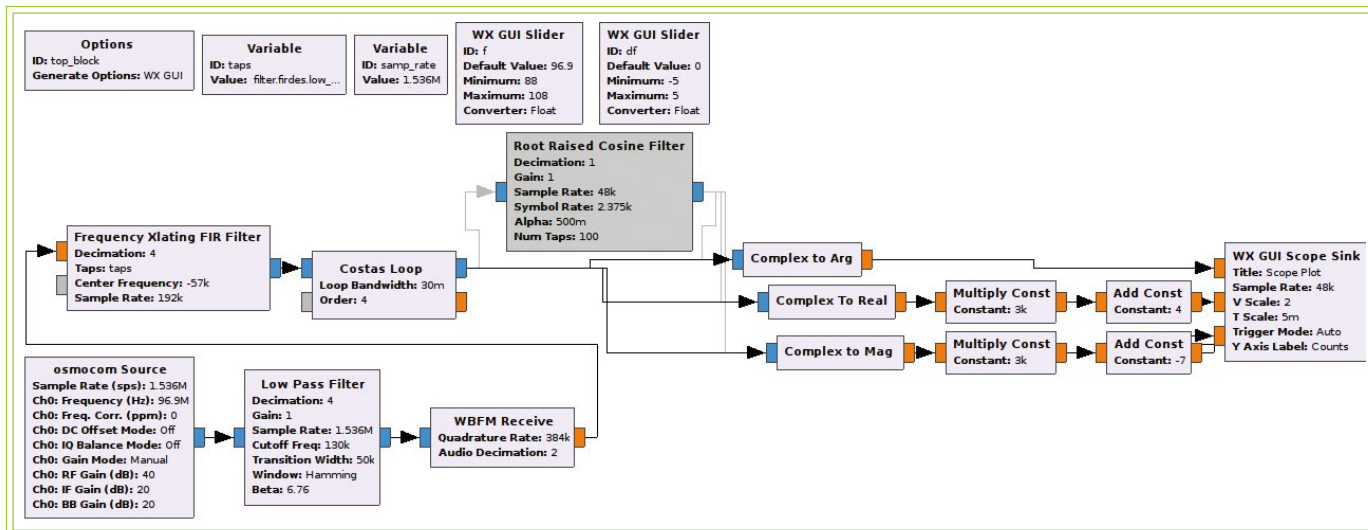 Options
ID: top_block
Generate Options: WX GUI
Variable
ID: taps
Value: filter.firdes.low_...
Variable
ID: samp_rate
Value: 1.536M
WX GUI Slider
ID: f
Default Value: 96.9
Minimum: 88
Maximum: 108
Converter: Float
WX GUI Slider
ID: df
Default Value: 0
Minimum: -5
Maximum: 5
Converter: Float
Root Raised Cosine Filter
Decimation: 1
Gain: 1
Sample Rate: 48k
Symbol Rate: 2.375k
Alpha: 500m
Num Taps: 100
Frequency Xlating FIR Filter
Decimation: 4
Taps: taps
Center Frequency: -57k
Sample Rate: 192k
Costas Loop
Loop Bandwidth: 30m
Order: 4
Complex to Arg
Complex To Real
Multiply Const
Constant: 3k
Add Const
Constant: 4
Complex to Mag
Multiply Const
Constant: 3k
Add Const
Constant: -7
WX GUI Scope Sink
Title: Scope Plot
Sample Rate: 48k
V Scale: 2
T Scale: 5m
Trigger Mode: Auto
Y Axis Label: Counts
osmocom Source
Sample Rate (sps): 1.536M
Ch0: Frequency (Hz): 96.9M
Ch0: Freq. Corr. (ppm): 0
Ch0: DC Offset Mode: Off
Ch0: IQ Balance Mode: Off
Ch0: Gain Mode: Manual
Ch0: RF Gain (dB): 40
Ch0: IF Gain (dB): 20
Ch0: BB Gain (dB): 20
Low Pass Filter
Decimation: 4
Gain: 1
Sample Rate: 1.536M
Cutoff Freq: 130k
Transition Width: 50k
Window: Hamming
Beta: 6.76
WBFM Receive
Quadrature Rate: 384k
Audio Decimation: 2